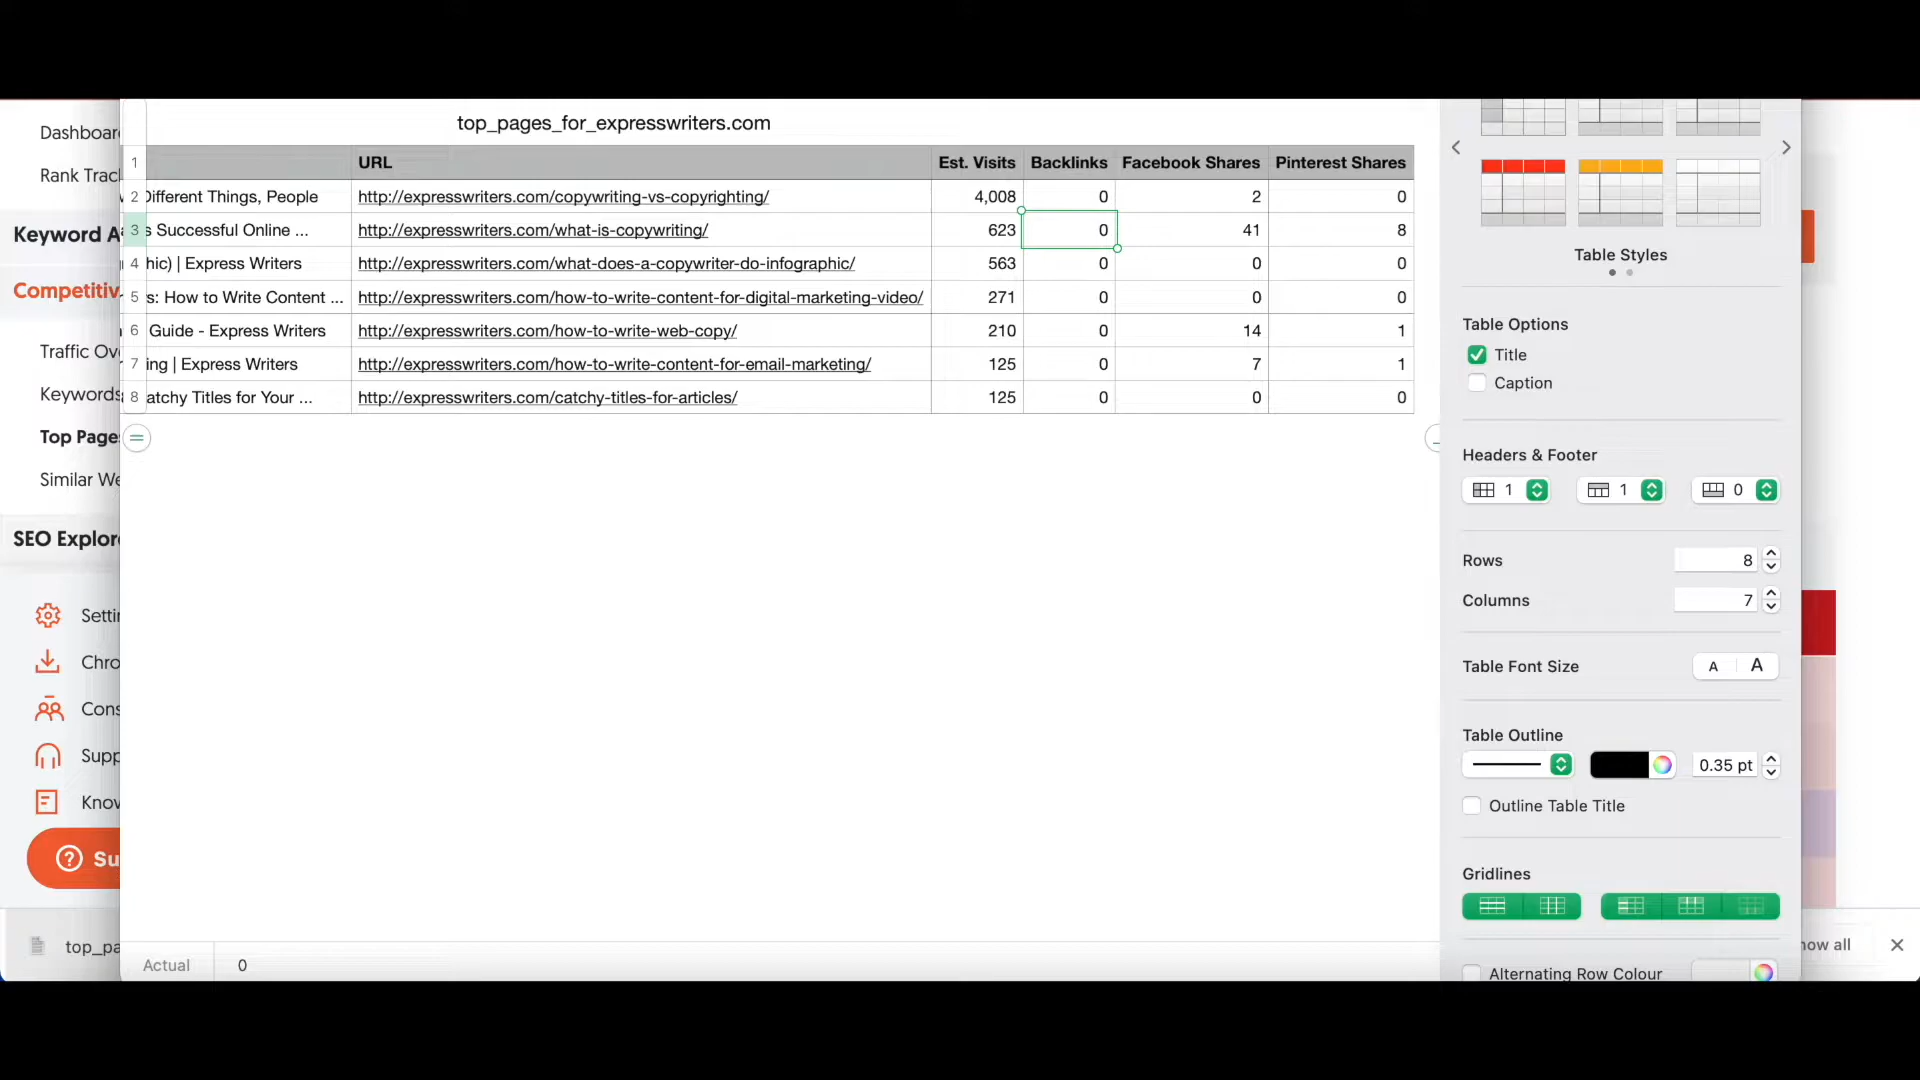 top_pages_for_expresswriters.com
1 URL Est. Visits Backlinks Facebook Shares Pinterest Shares
2 Different Things, People http://expresswriters.com/copywriting-vs-copyrighting/ 4,008 0 2 0
3 s Successful Online ... http://expresswriters.com/what-is-copywriting/ 623 0 41 8
4 hic) | Express Writers http://expresswriters.com/what-does-a-copywriter-do-infographic/ 563 0 0 0
5 s: How to Write Content ... http://expresswriters.com/how-to-write-content-for-digital-marketing-video/ 271 0 0 0
6 Guide - Express Writers http://expresswriters.com/how-to-write-web-copy/ 210 0 14 1
7 ing | Express Writers http://expresswriters.com/how-to-write-content-for-email-marketing/ 125 0 7 1
8 atchy Titles for Your ... http://expresswriters.com/catchy-titles-for-articles/ 125 0 0 0
Actual 0
Dashboar
Rank Trac
Keyword A
Competitiv
Traffic Ov
Keywords
Top Page
Similar We
SEO Explor
Setti
Chro
Cons
Supp
Know
Su
top_pa
Table Styles
Table Options
Title
Caption
Headers & Footer
1 1 0
Rows 8
Columns 7
Table Font Size A A
Table Outline
0.35 pt
Outline Table Title
Gridlines
Alternating Row Colour
how all